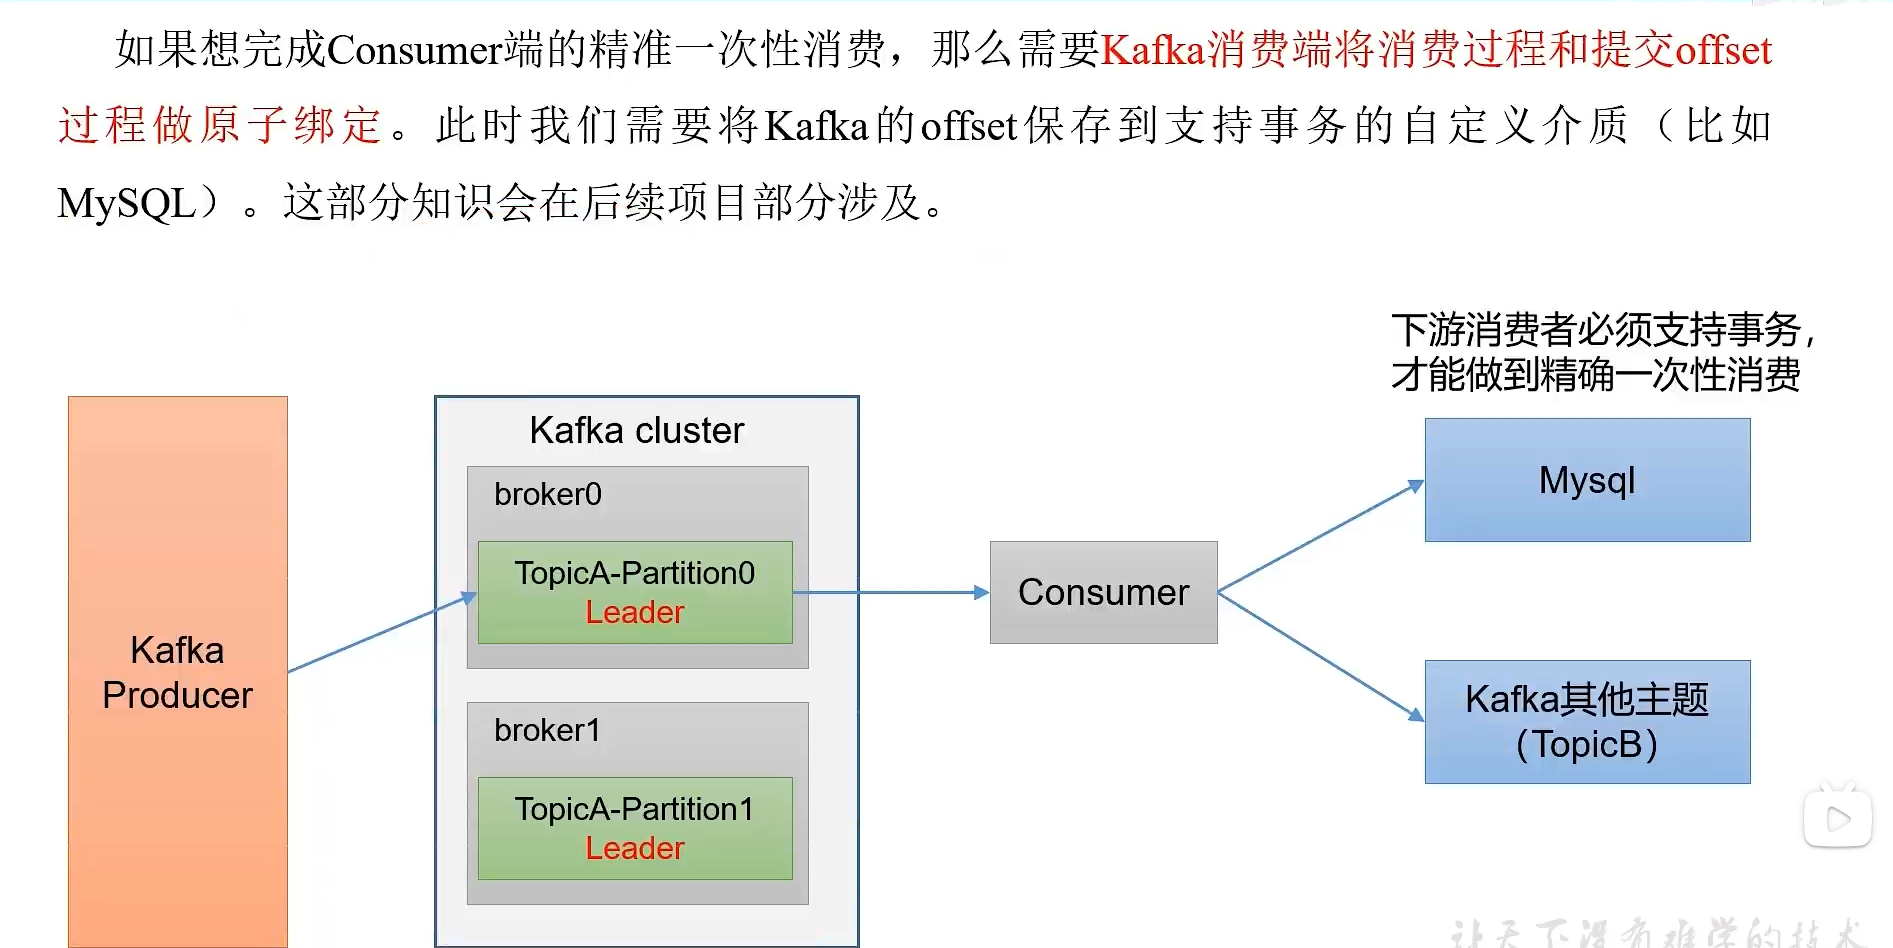 如果想完成Consumer端的精准一次性消费，那么需要Kafka消费端将消费过程和提交offset
过程做原子绑定。此时我们需要将Kafka的offset保存到支持事务的自定义介质（比如
MySQL）。这部分知识会在后续项目部分涉及。
下游消费者必须支持事务，
才能做到精确一次性消费
Kafka
Producer
Kafka cluster
broker0
TopicA-Partition0
Leader
broker1
TopicA-Partition1
Leader
Consumer
Mysql
Kafka其他主题
（TopicB）
让天下没有难学的技术